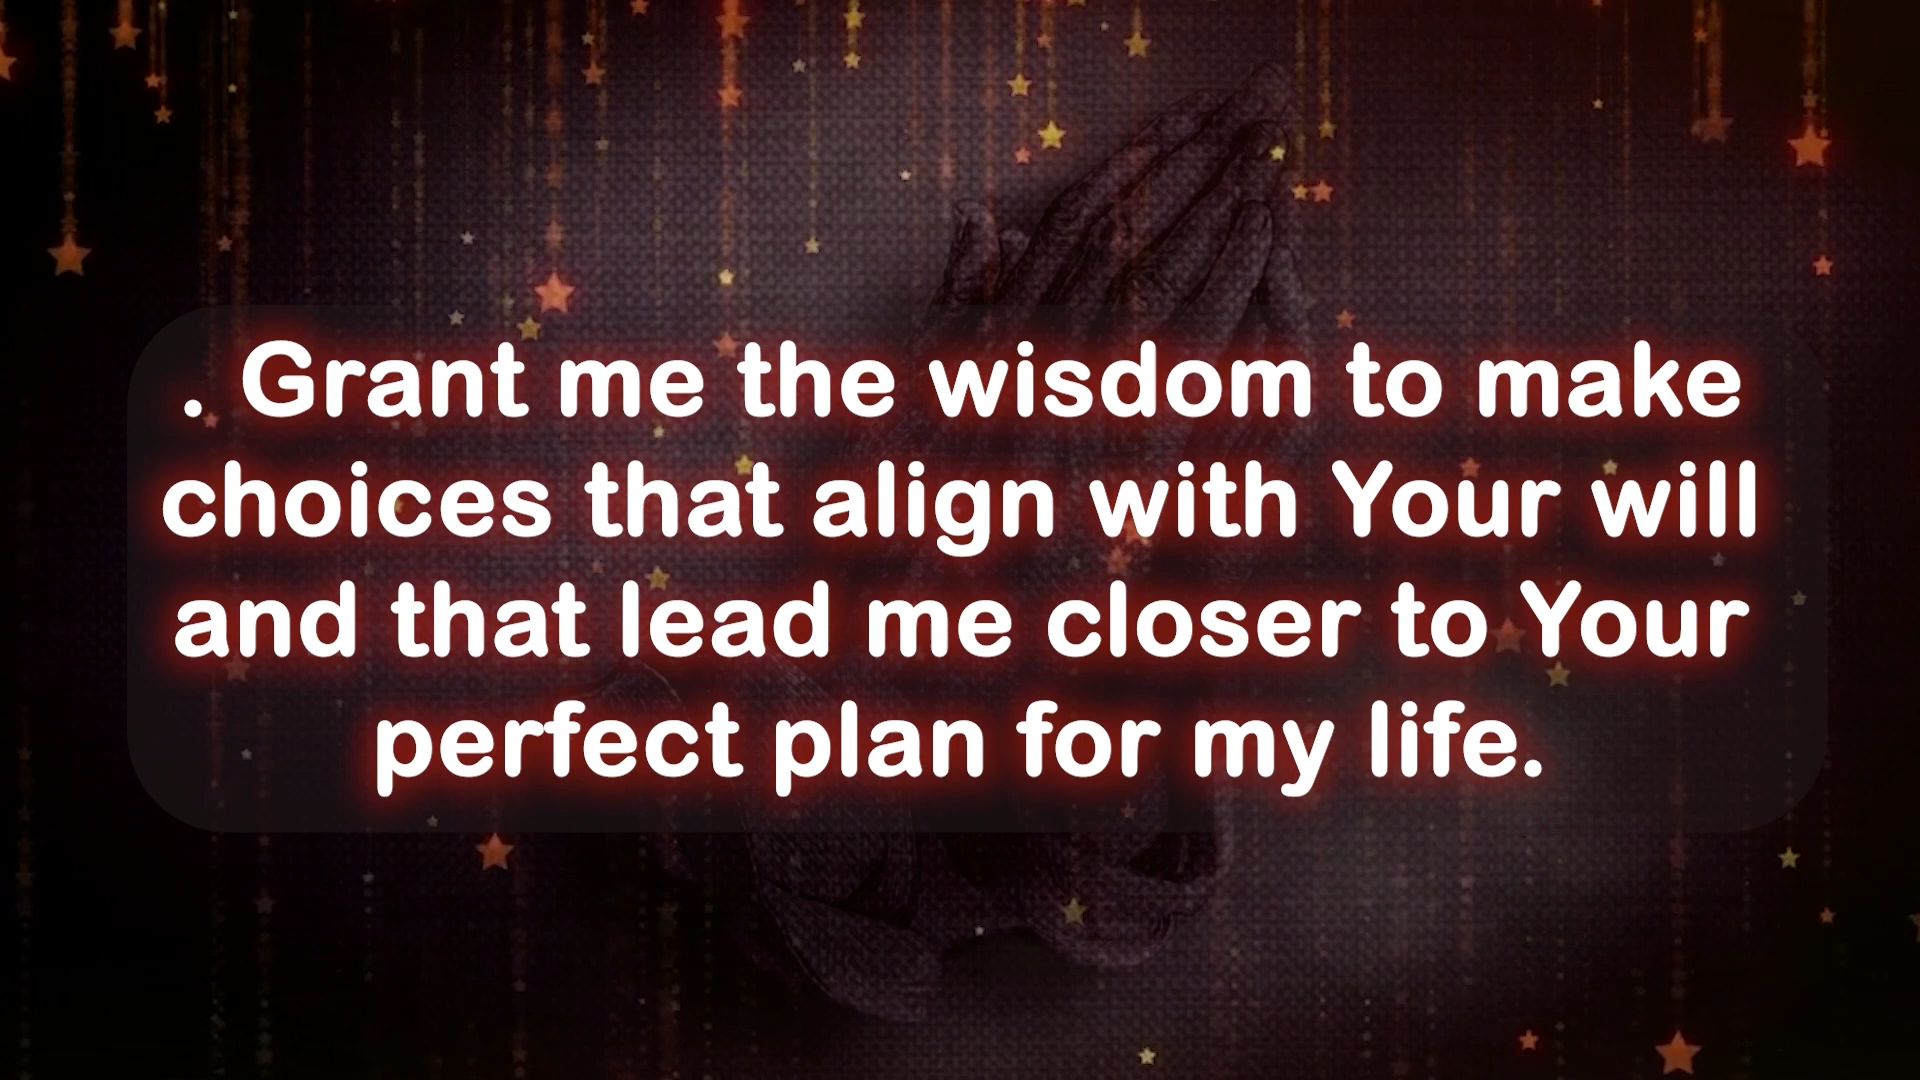 . Grant me the wisdom to make
choices that align with Your will
and that lead me closer to Your
perfect plan for my life.